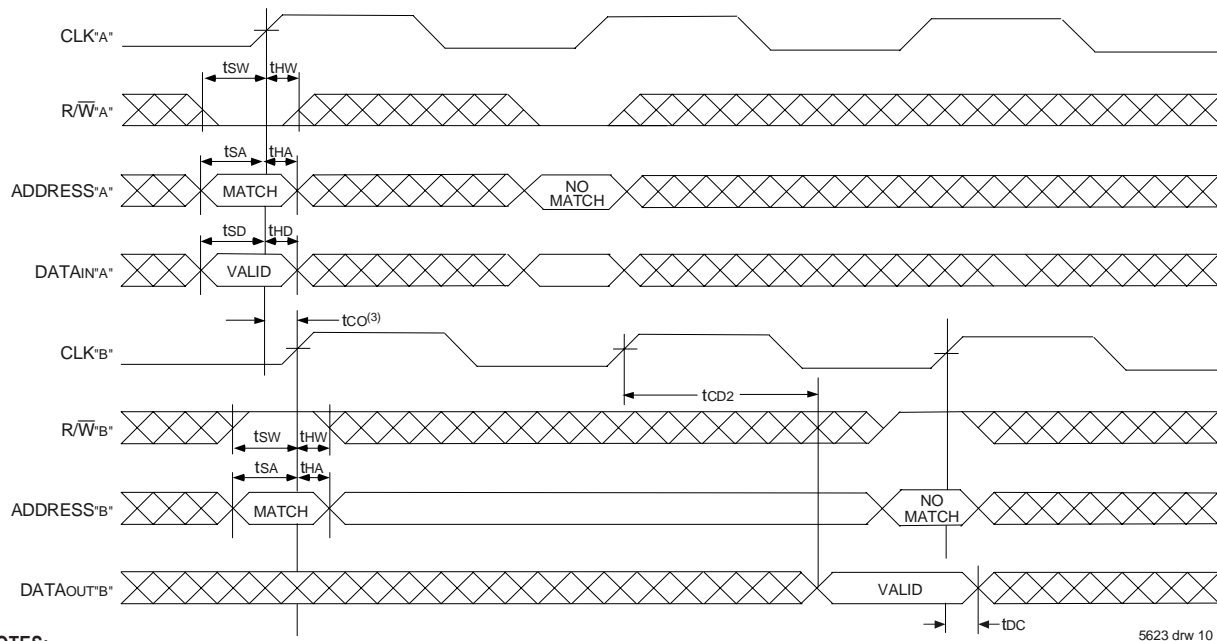 CLK"A"
tSW tHW
R/W̅"A"
tSA tHA
ADDRESS"A" MATCH NO MATCH
tSD tHD
DATAIN"A" VALID
tCO(3)
CLK"B"
tCD2
R/W̅"B"
tSW tHW
tSA tHA
ADDRESS"B" MATCH NO MATCH
DATAOUT"B" VALID
tDC
5623 drw 10